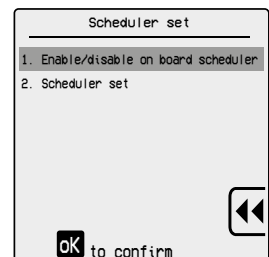 Scheduler set
1. Enable/disable on board scheduler
2. Scheduler set
OK to confirm